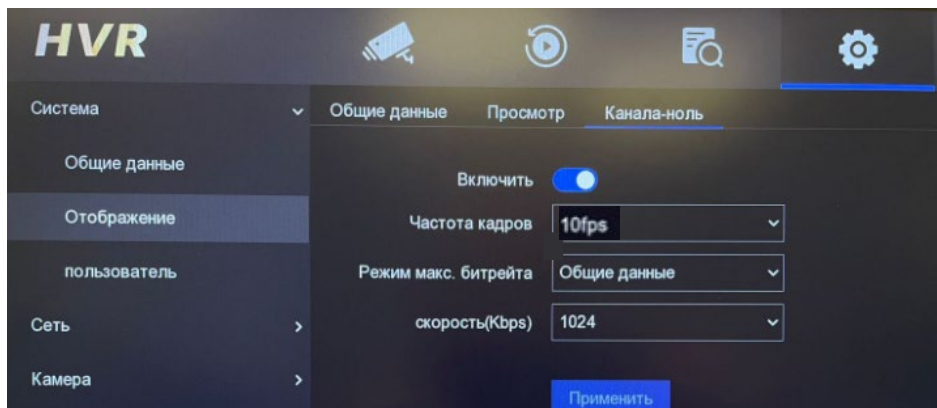 HVR
Система
Общие данные
Просмотр
Канала-ноль
Общие данные
Включить
Отображение
Частота кадров
10fps
пользователь
Режим макс. битрейта
Общие данные
Сеть
скорость(Kbps)
1024
Камера
Применить